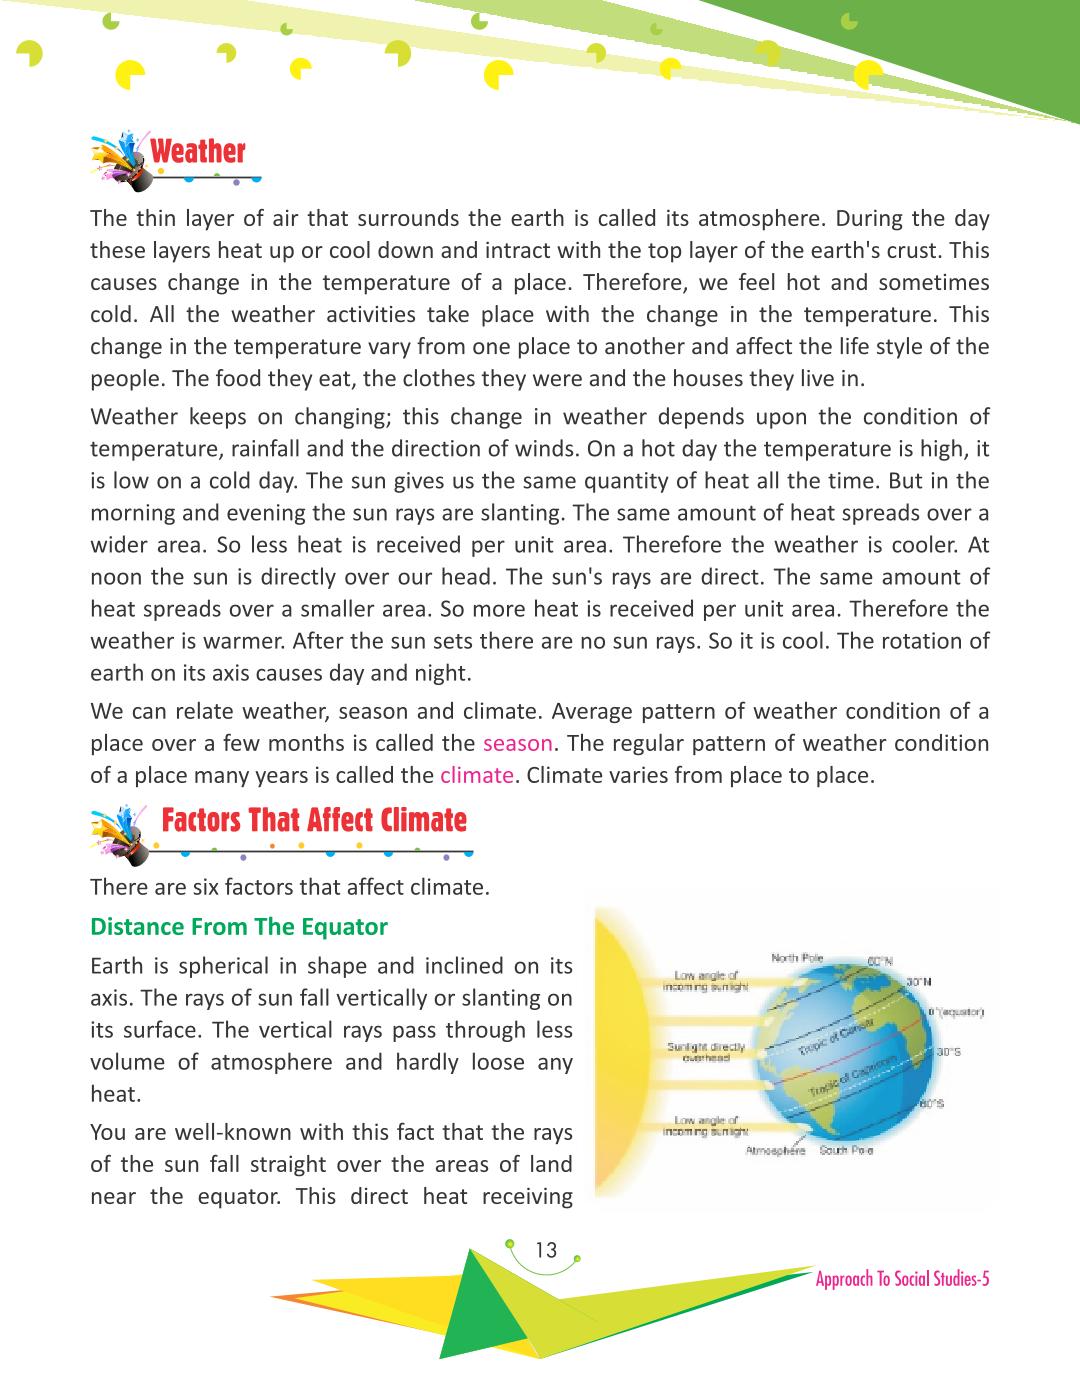 Weather
The thin layer of air that surrounds the earth is called its atmosphere. During the day
these layers heat up or cool down and intract with the top layer of the earth's crust. This
causes change in the temperature of a place. Therefore, we feel hot and sometimes
cold. All the weather activities take place with the change in the temperature. This
change in the temperature vary from one place to another and affect the life style of the
people. The food they eat, the clothes they were and the houses they live in.
Weather keeps on changing; this change in weather depends upon the condition of
temperature, rainfall and the direction of winds. On a hot day the temperature is high, it
is low on a cold day. The sun gives us the same quantity of heat all the time. But in the
morning and evening the sun rays are slanting. The same amount of heat spreads over a
wider area. So less heat is received per unit area. Therefore the weather is cooler. At
noon the sun is directly over our head. The sun's rays are direct. The same amount of
heat spreads over a smaller area. So more heat is received per unit area. Therefore the
weather is warmer. After the sun sets there are no sun rays. So it is cool. The rotation of
earth on its axis causes day and night.
We can relate weather, season and climate. Average pattern of weather condition of a
place over a few months is called the season. The regular pattern of weather condition
of a place many years is called the climate. Climate varies from place to place.
Factors That Affect Climate
There are six factors that affect climate.
Distance From The Equator
Earth is spherical in shape and inclined on its
axis. The rays of sun fall vertically or slanting on
its surface. The vertical rays pass through less
volume of atmosphere and hardly loose any
heat.
You are well-known with this fact that the rays
of the sun fall straight over the areas of land
near the equator. This direct heat receiving
North Pole
60°N
Low angle of
incoming sunlight
30°N
0°(equator)
Tropic of Cancer
Sunlight directly
overhead
30°S
Tropic of Capricorn
60°S
Low angle of
incoming sunlight
Atmosphere
South Pole
13
Approach To Social Studies-5